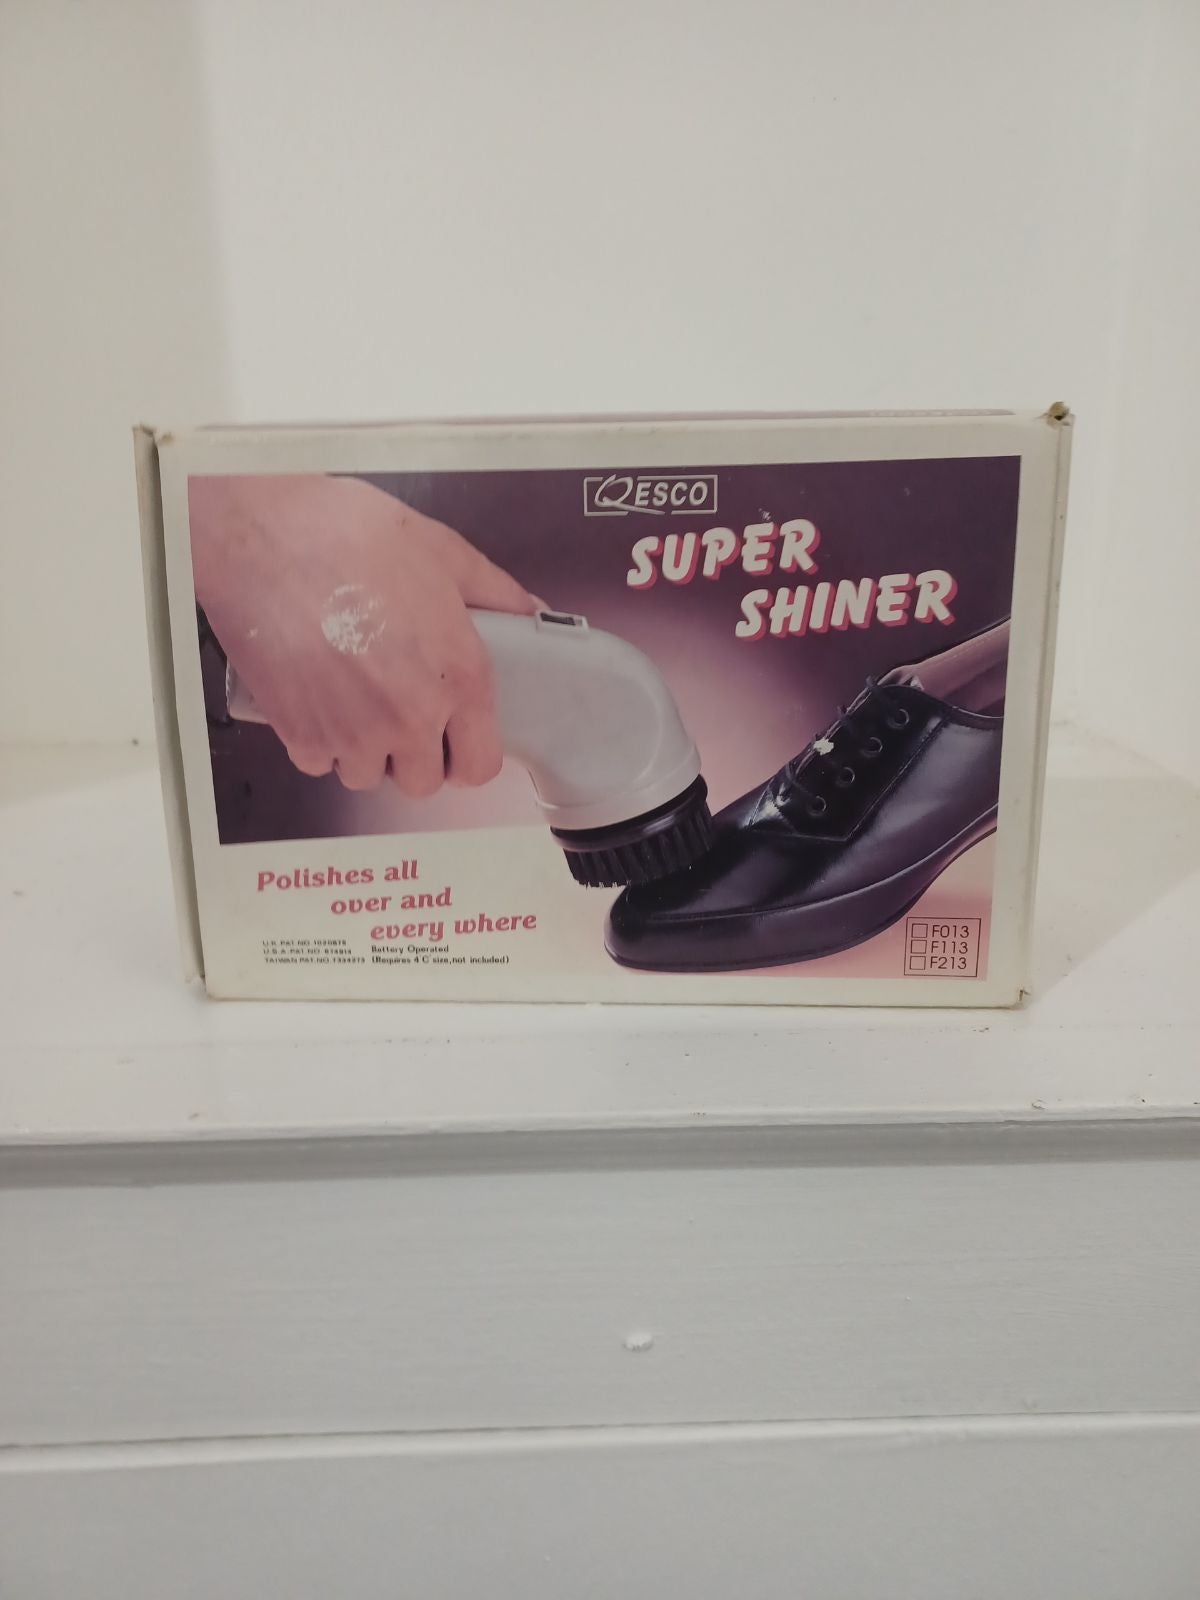 QESCO
SUPER
SHINER
Polishes all
over and
every where
Battery Operated
(Requires 4 C size, not included)
F013
F113
F213